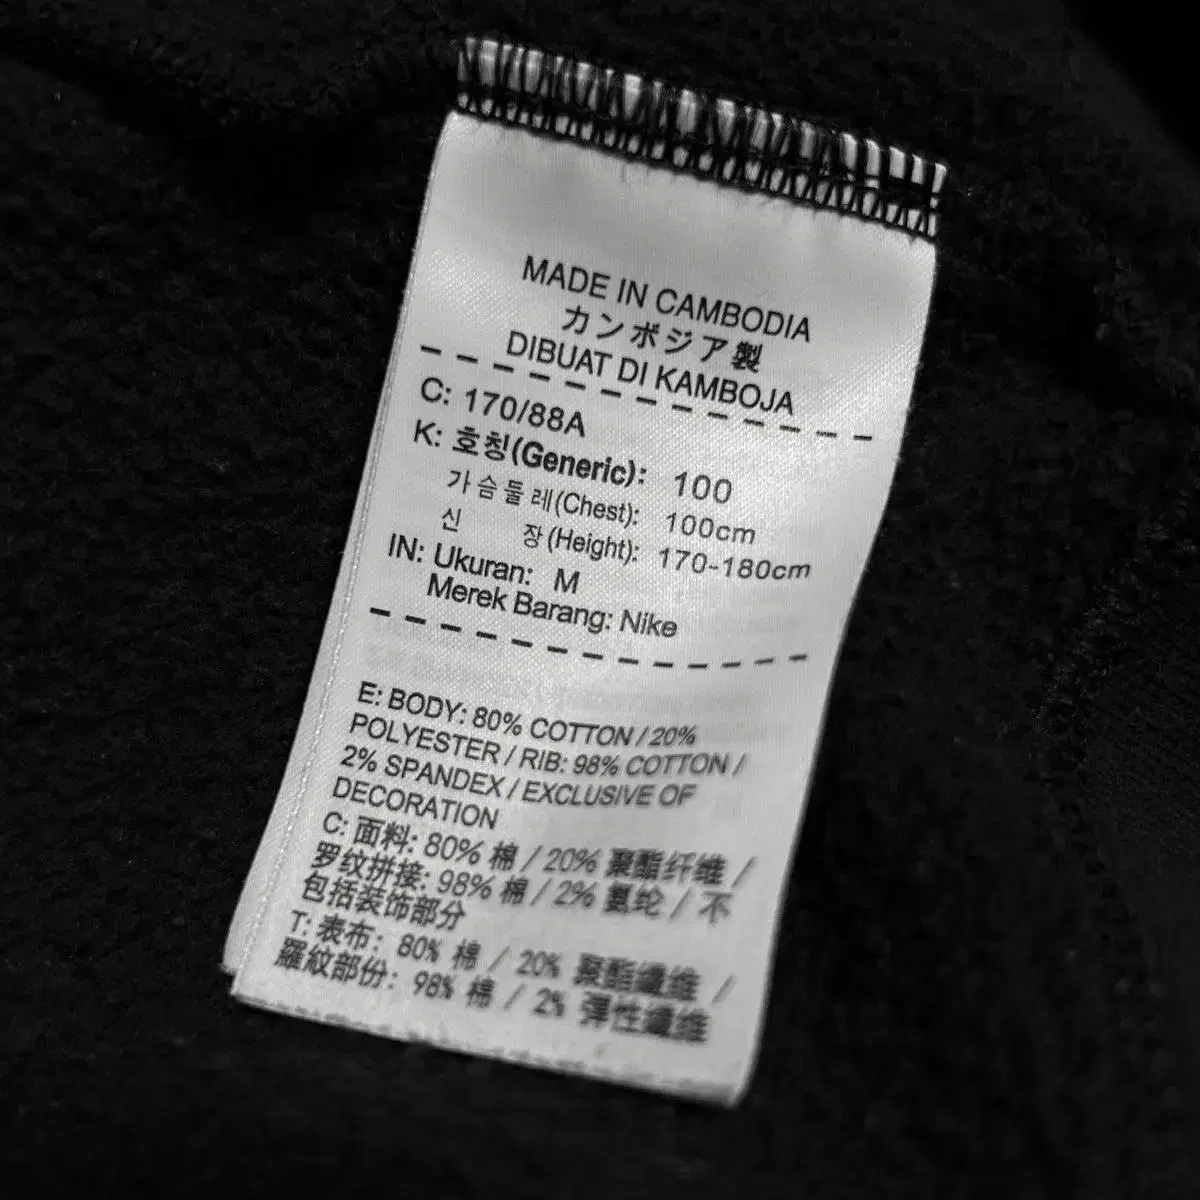 MADE IN CAMBODIA
カンボジア製
DIBUAT DI KAMBOJA
C: 170/88A
K: 호칭(Generic): 100
가슴둘레(Chest): 100cm
신 장(Height): 170-180cm
IN: Ukuran: M
Merek Barang: Nike
E: BODY: 80% COTTON / 20%
POLYESTER / RIB: 98% COTTON /
2% SPANDEX / EXCLUSIVE OF
DECORATION
C: 面料: 80% 棉 / 20% 聚酯纤维 /
罗纹拼接: 98% 棉 / 2% 氨纶 / 不
包括装饰部分
T: 表布: 80% 棉 / 20% 聚酯纖維 /
羅紋部份: 98% 棉 / 2% 彈性纖維